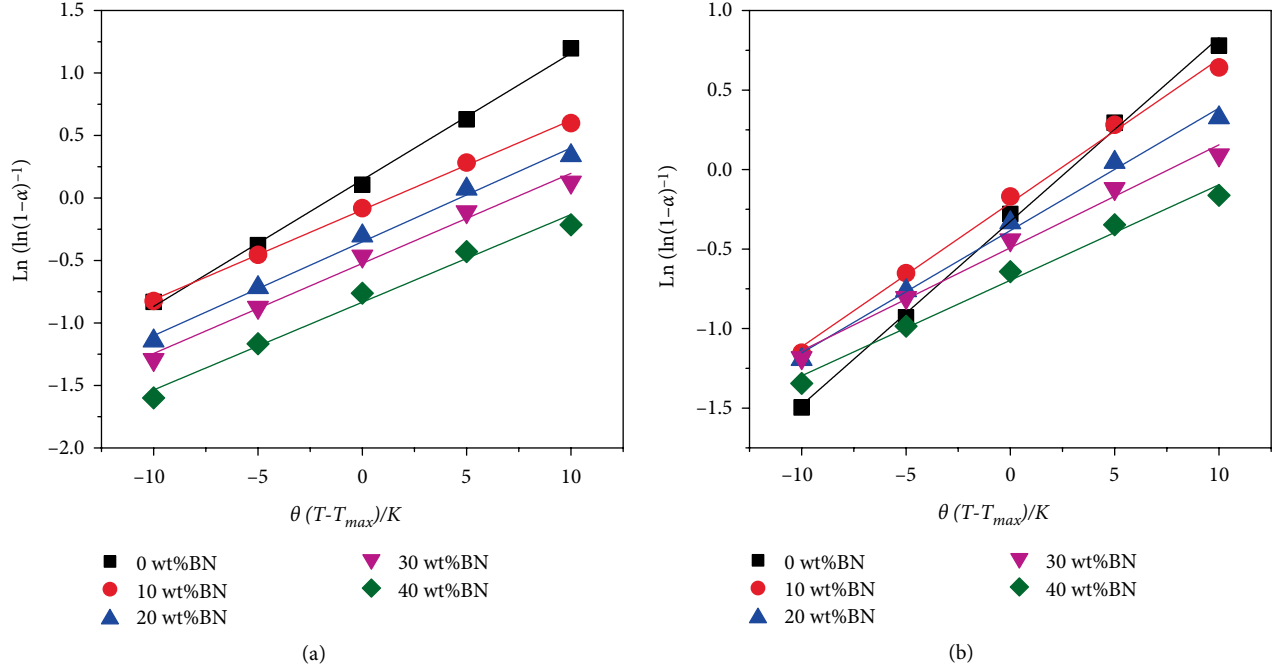 1.5
1.0
0.5
0.0
–0.5
–1.0
–1.5
–2.0
Ln (ln(1–α)⁻¹)
–10 –5 0 5 10
θ (T-Tmax)/K
0 wt%BN
10 wt%BN
20 wt%BN
30 wt%BN
40 wt%BN
(a)
1.0
0.5
0.0
–0.5
–1.0
–1.5
Ln (ln(1–α)⁻¹)
–10 –5 0 5 10
θ (T-Tmax)/K
0 wt%BN
10 wt%BN
20 wt%BN
30 wt%BN
40 wt%BN
(b)